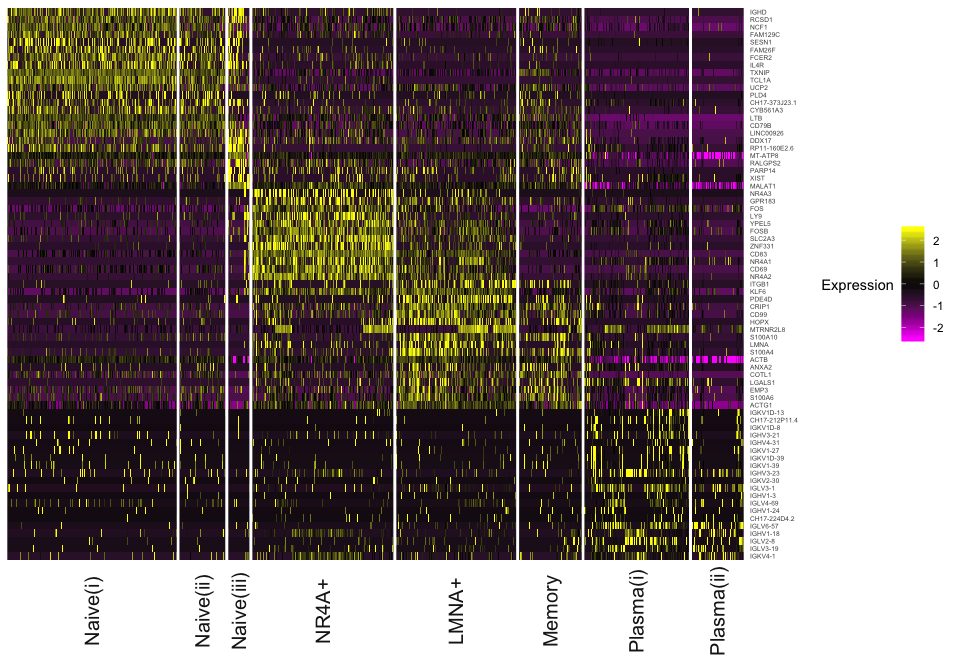 IGHD
RCSD1
NCF1
FAM129C
SESN1
FAM26F
FCER2
IL4R
TXNIP
TCL1A
UCP2
PLD4
CH17-373J23.1
CYB561A3
LTB
CD79B
LINC00926
DDX17
RP11-160E2.6
MT-ATP8
RALGPS2
PARP14
XIST
MALAT1
NR4A3
GPR183
FOS
LY9
YPEL5
FOSB
SLC2A3
ZNF331
CD83
NR4A1
CD69
NR4A2
ITGB1
KLF6
PDE4D
CRIP1
CD99
HOPX
MTRNR2L8
S100A10
LMNA
S100A4
ACTB
ANXA2
COTL1
LGALS1
EMP3
S100A6
ACTG1
IGKV1D-13
CH17-212P11.4
IGKV1D-8
IGHV3-21
IGHV4-31
IGKV1-27
IGKV1D-39
IGKV1-39
IGHV3-23
IGKV2-30
IGLV3-1
IGHV1-3
IGLV4-69
IGHV1-24
CH17-224D4.2
IGLV6-57
IGHV1-18
IGLV2-8
IGLV3-19
IGKV4-1
Expression
2
1
0
-1
-2
Naive(i)
Naive(ii)
Naive(iii)
NR4A+
LMNA+
Memory
Plasma(i)
Plasma(ii)